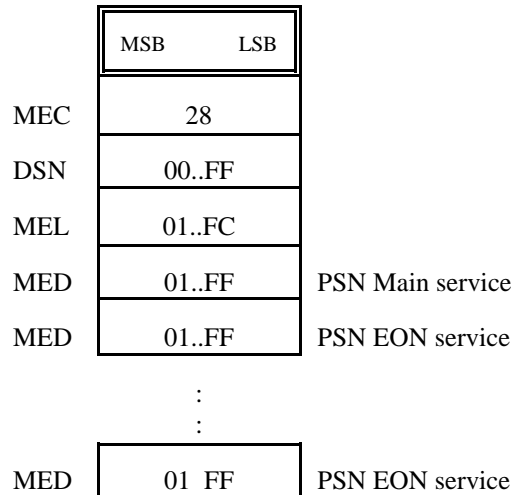 MSB LSB
MEC 28
DSN 00..FF
MEL 01..FC
MED 01..FF PSN Main service
MED 01..FF PSN EON service
:
:
MED 01 FF PSN EON service